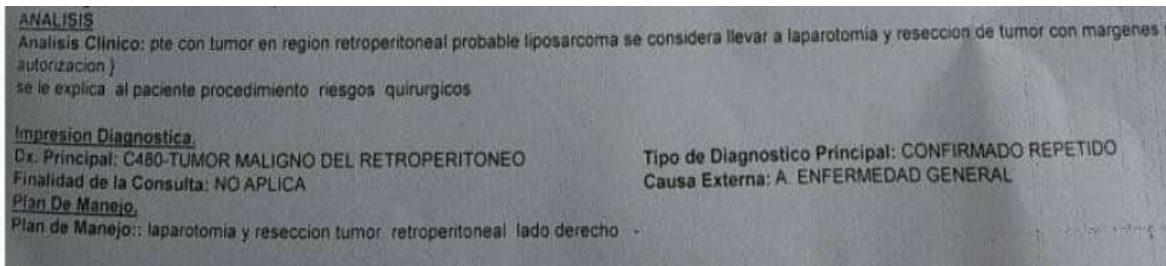 ANALISIS
Analisis Clinico: pte con tumor en region retroperitoneal probable liposarcoma se considera llevar a laparotomia y reseccion de tumor con margenes
autorizacion )
se le explica al paciente procedimiento riesgos quirurgicos
Impresion Diagnostica.
Dx. Principal: C480-TUMOR MALIGNO DEL RETROPERITONEO
Tipo de Diagnostico Principal: CONFIRMADO REPETIDO
Finalidad de la Consulta: NO APLICA
Causa Externa: A. ENFERMEDAD GENERAL
Plan De Manejo.
Plan de Manejo:: laparotomia y reseccion tumor retroperitoneal lado derecho -